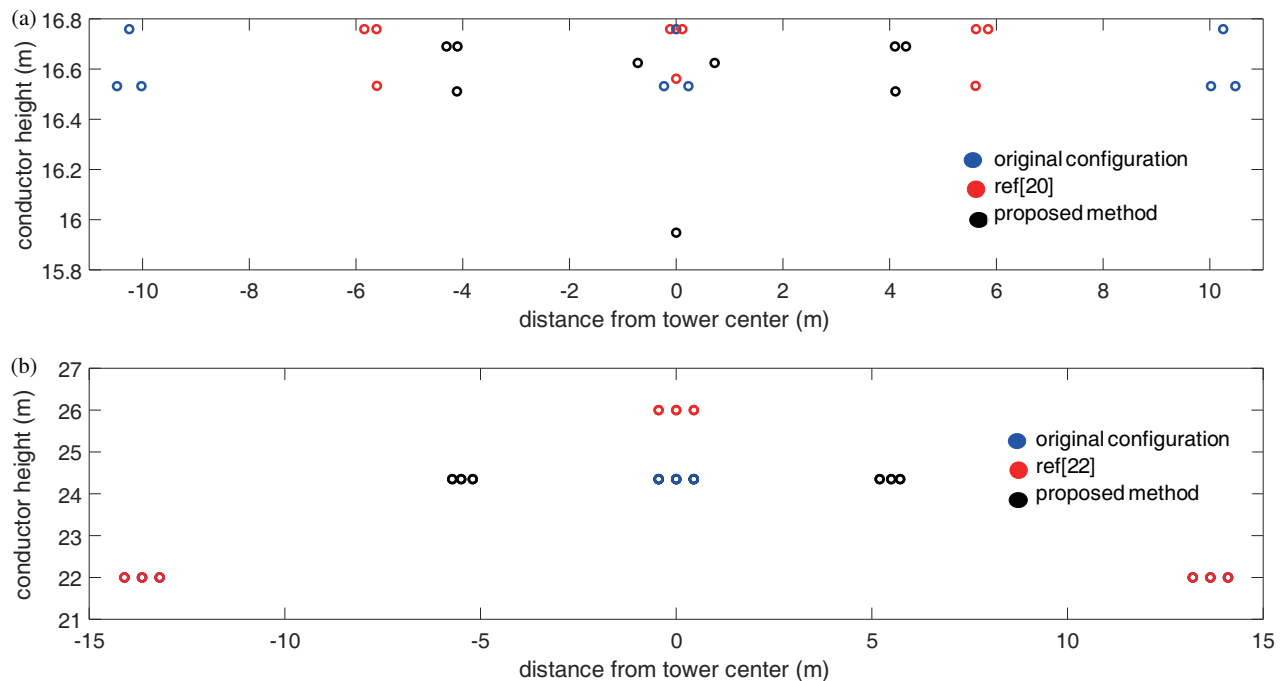 (a)
16.8
16.6
16.4
16.2
16
15.8
conductor height (m)
-10
-8
-6
-4
-2
0
2
4
6
8
10
distance from tower center (m)
original configuration
ref[20]
proposed method
(b)
27
26
25
24
23
22
21
conductor height (m)
-15
-10
-5
0
5
10
15
distance from tower center (m)
original configuration
ref[22]
proposed method